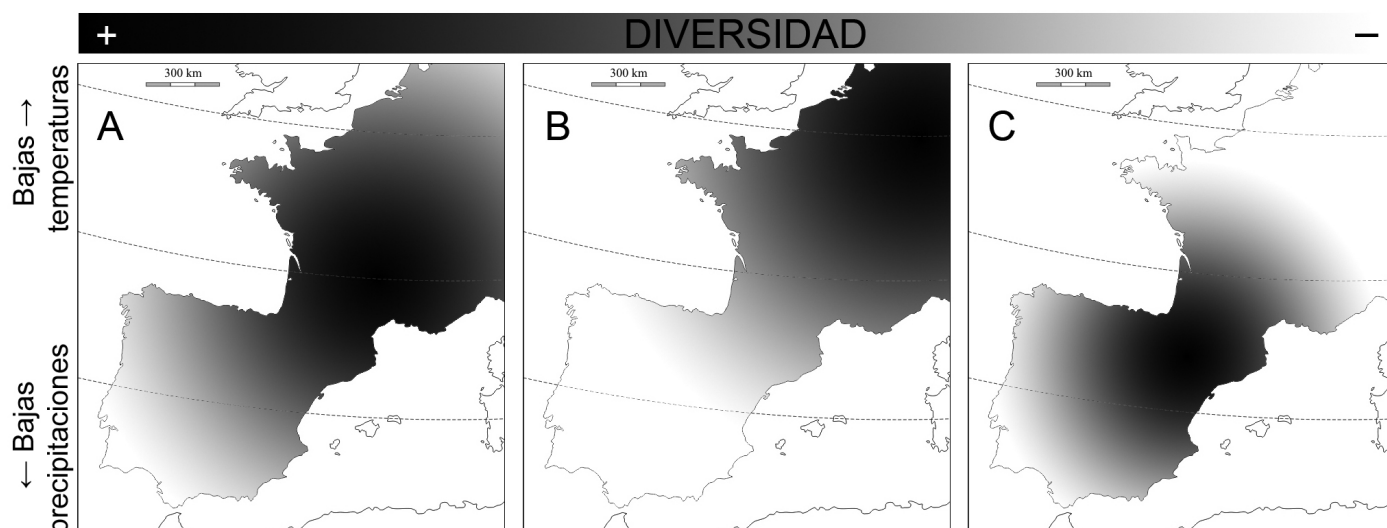 + DIVERSIDAD −
Bajas →
temperaturas
← Bajas
precipitaciones
300 km
A
300 km
B
300 km
C